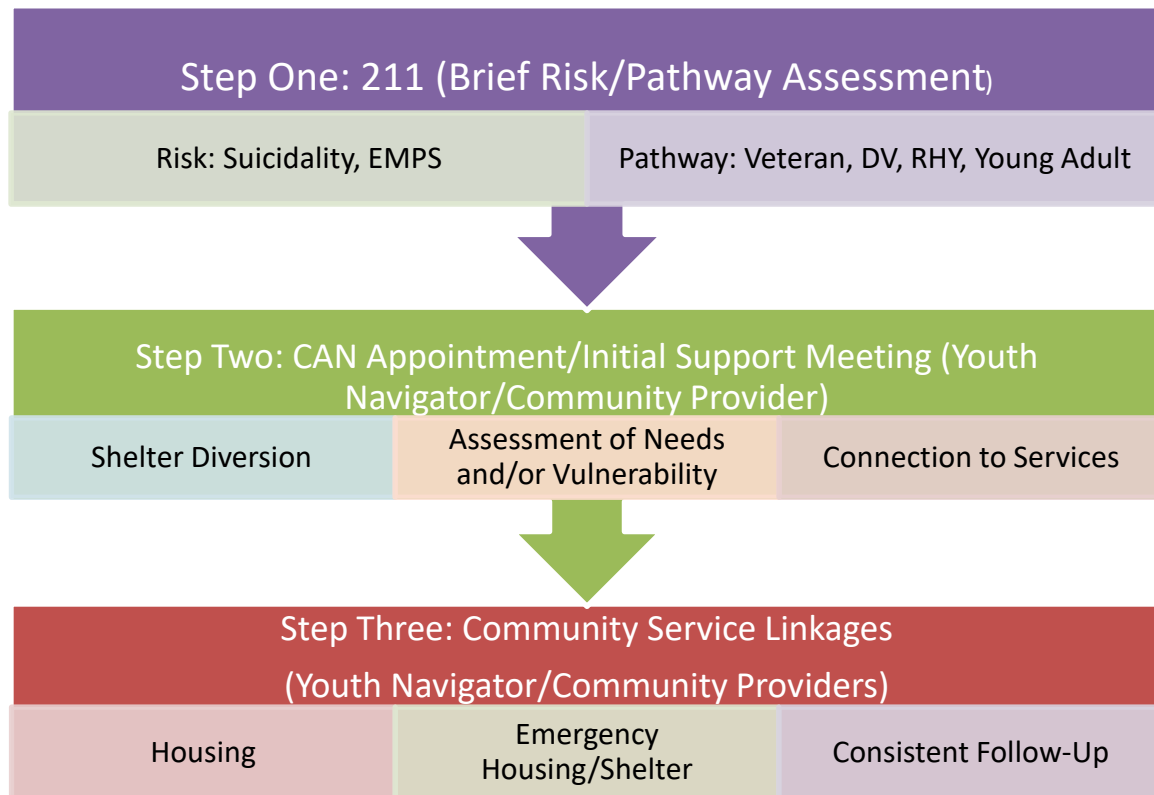 Step One: 211 (Brief Risk/Pathway Assessment)
Risk: Suicidality, EMPS
Pathway: Veteran, DV, RHY, Young Adult
Step Two: CAN Appointment/Initial Support Meeting (Youth
Navigator/Community Provider)
Shelter Diversion
Assessment of Needs
and/or Vulnerability
Connection to Services
Step Three: Community Service Linkages
(Youth Navigator/Community Providers)
Housing
Emergency
Housing/Shelter
Consistent Follow-Up